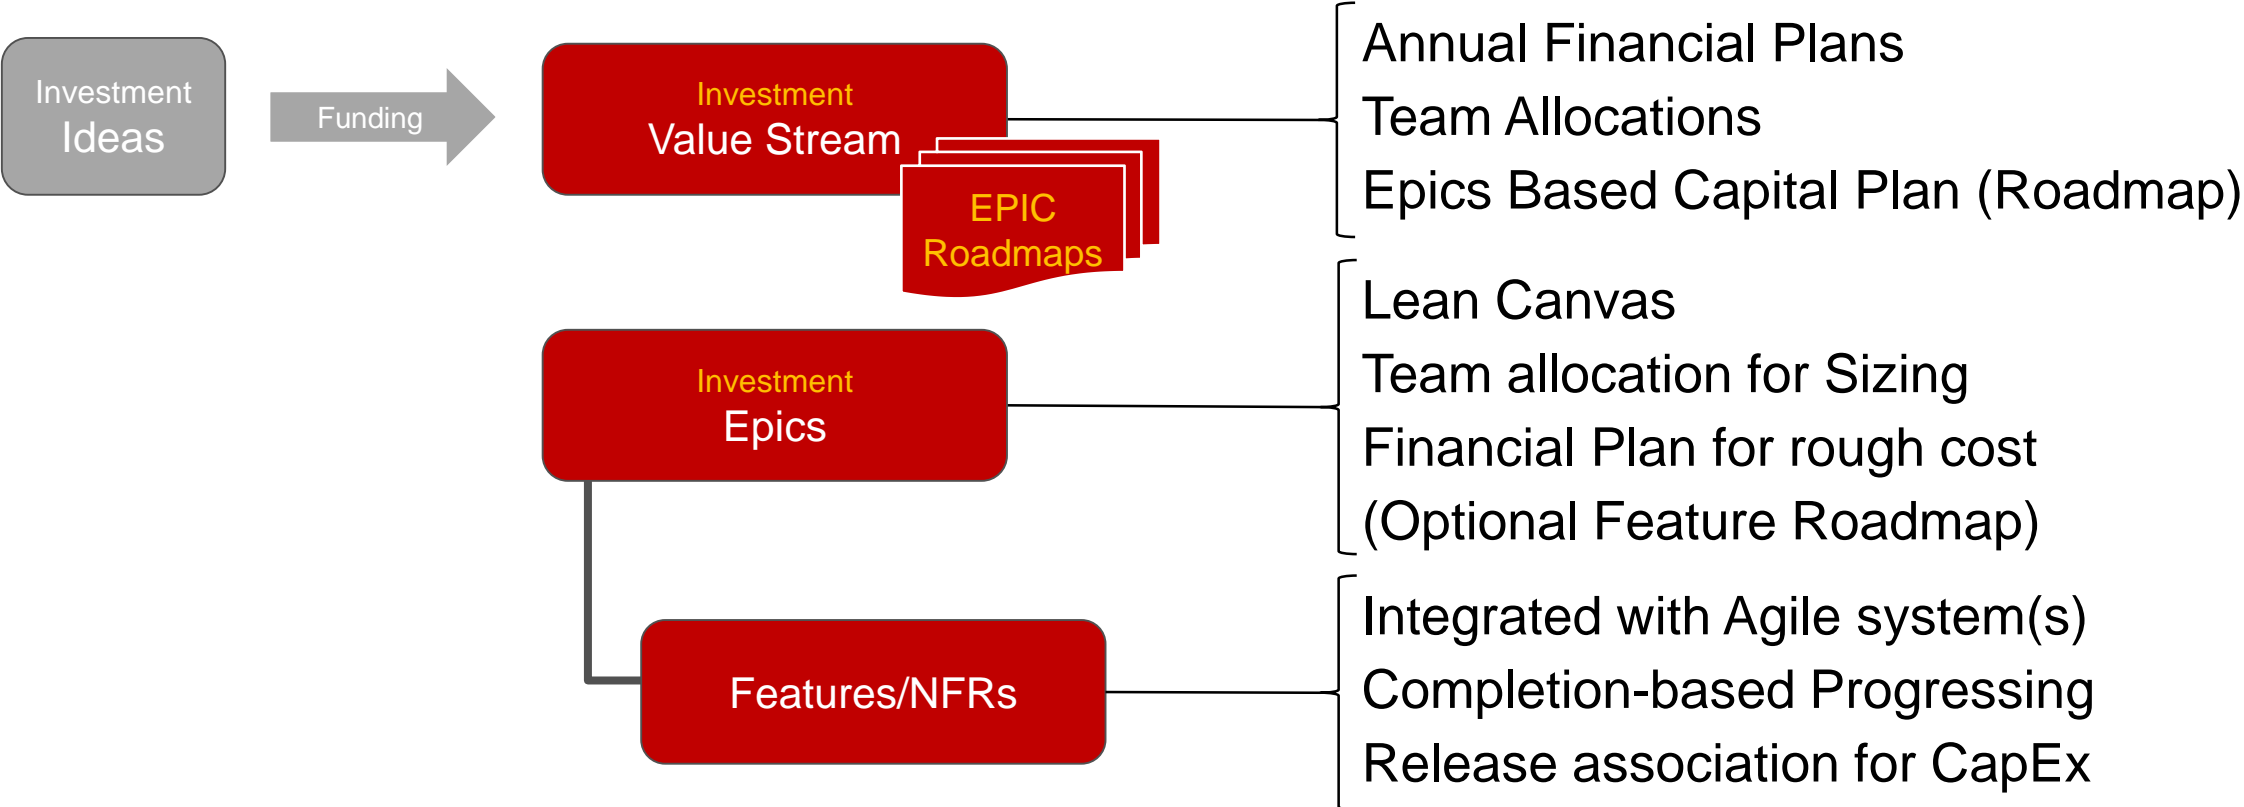 Investment
Ideas
Funding
Investment
Value Stream
EPIC
Roadmaps
Annual Financial Plans
Team Allocations
Epics Based Capital Plan (Roadmap)
Investment
Epics
Lean Canvas
Team allocation for Sizing
Financial Plan for rough cost
(Optional Feature Roadmap)
Features/NFRs
Integrated with Agile system(s)
Completion-based Progressing
Release association for CapEx